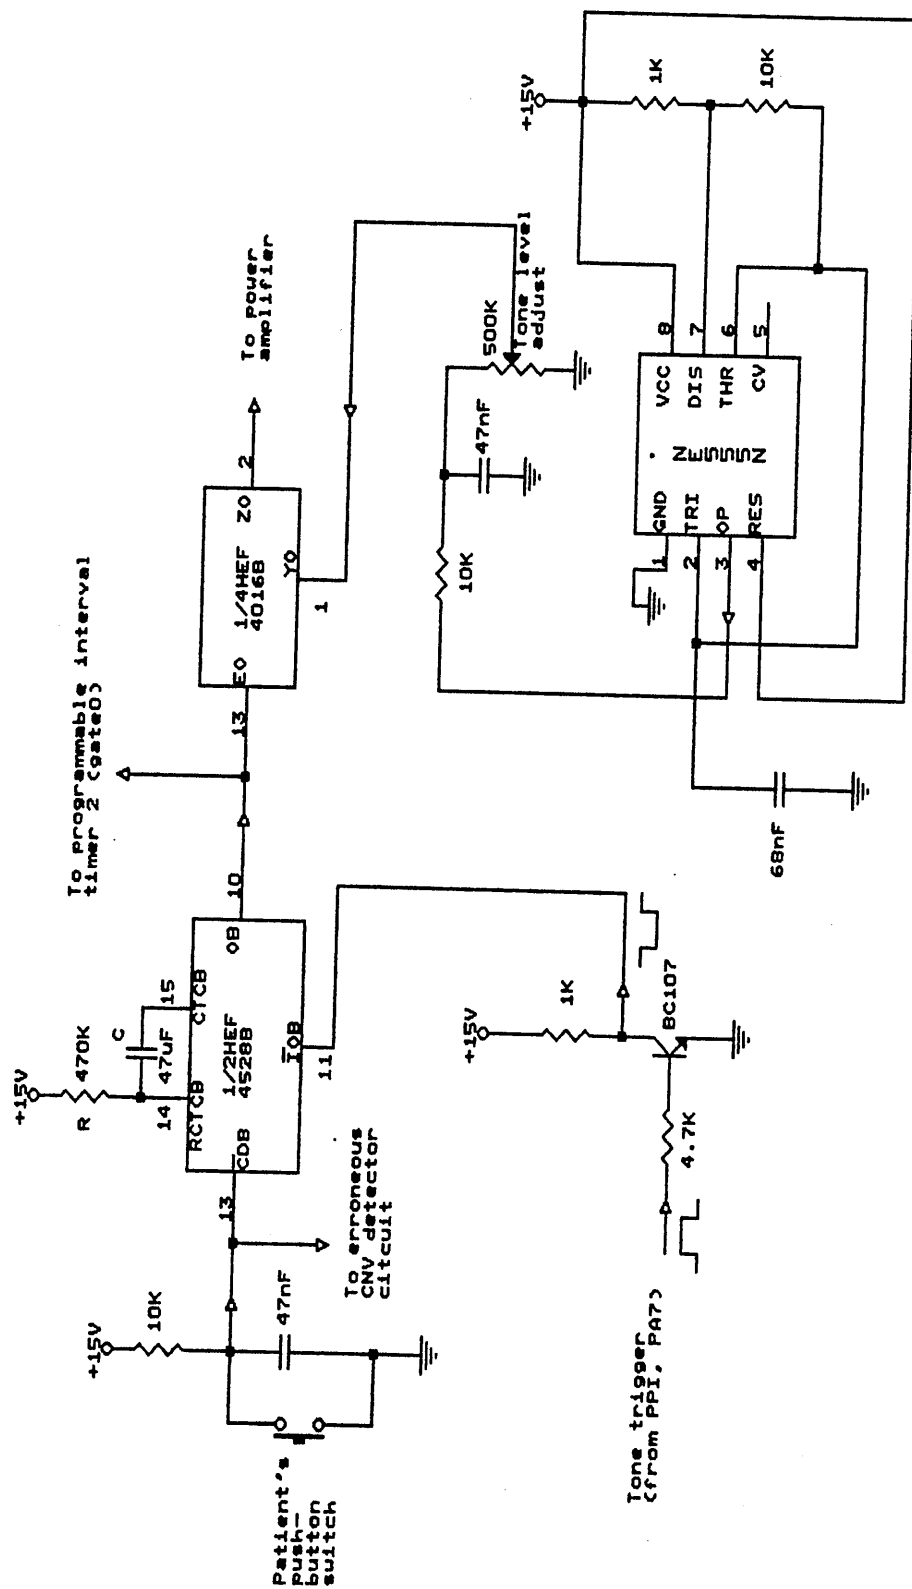 Patient's
push-
button
switch
+15V
10K
47nF
To erroneous
CNV detector
citcuit
13
+15V
R
470K
C
47uF
14
15
RCTCB
CTCB
CDB
1/2HEF
4528B
OB
IOB
11
10
To programmable interval
timer 2 (gate0)
13
EO
1/4HEF
4016B
ZO
YO
2
1
To power
amplifier
Tone trigger
(from PPI, PA7)
4.7K
BC107
+15V
1K
10K
47nF
500K
Tone level
adjust
68nF
1
2
3
4
GND
TRI
OP
RES
NE555N
VCC
DIS
THR
CV
8
7
6
5
+15V
1K
10K